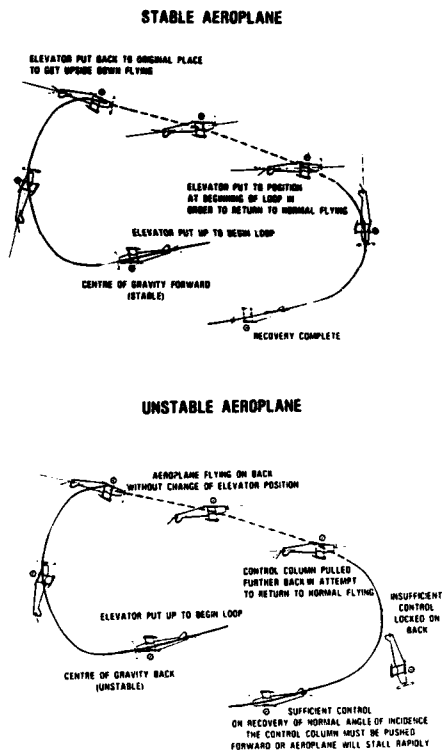 STABLE AEROPLANE
ELEVATOR PUT BACK TO ORIGINAL PLACE
TO GET UPSIDE DOWN FLYING
ELEVATOR PUT TO POSITION
AT BEGINNING OF LOOP IN
ORDER TO RETURN TO NORMAL FLYING
ELEVATOR PUT UP TO BEGIN LOOP
CENTRE OF GRAVITY FORWARD
(STABLE)
RECOVERY COMPLETE
UNSTABLE AEROPLANE
AEROPLANE FLYING ON BACK
WITHOUT CHANGE OF ELEVATOR POSITION
CONTROL COLUMN PULLED
FURTHER BACK IN ATTEMPT
TO RETURN TO NORMAL FLYING
INSUFFICIENT
CONTROL
LOCKED ON
BACK
ELEVATOR PUT UP TO BEGIN LOOP
CENTRE OF GRAVITY BACK
(UNSTABLE)
SUFFICIENT CONTROL
ON RECOVERY OF NORMAL ANGLE OF INCIDENCE
THE CONTROL COLUMN MUST BE PUSHED
FORWARD OR AEROPLANE WILL STALL RAPIDLY